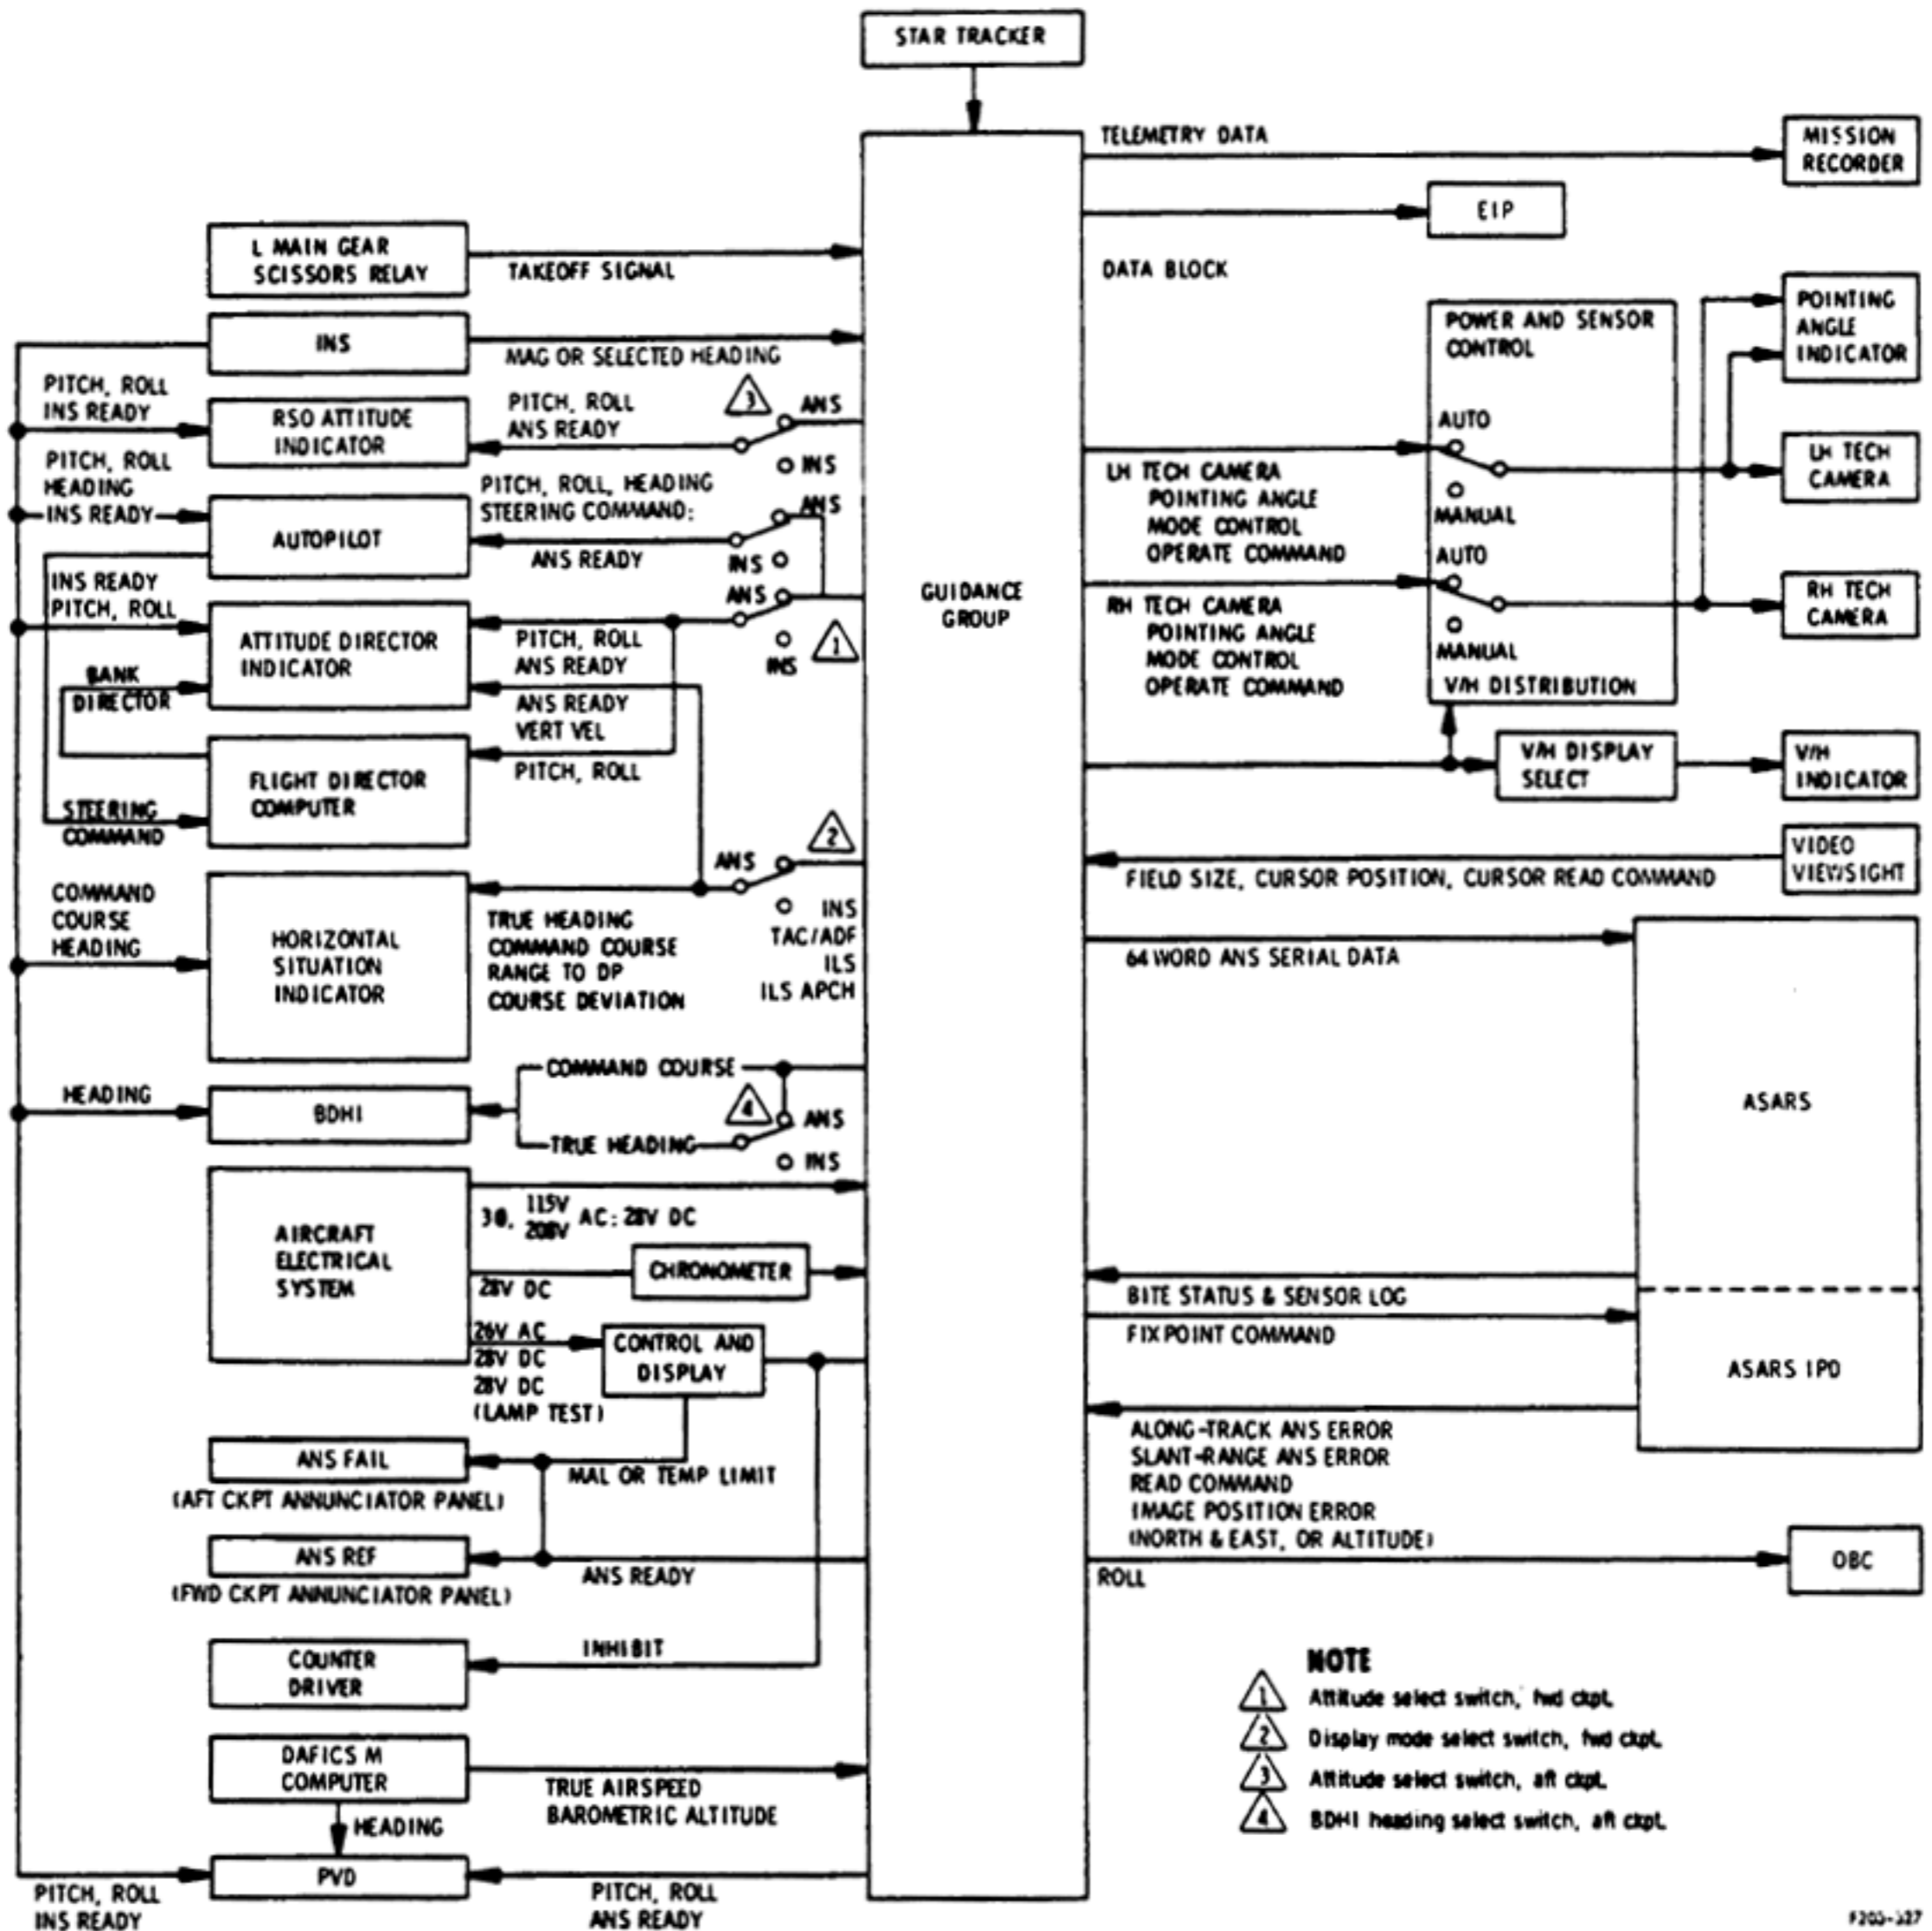 STAR TRACKER
TELEMETRY DATA
MISSION
RECORDER
EIP
L MAIN GEAR
SCISSORS RELAY
TAKEOFF SIGNAL
DATA BLOCK
INS
MAG OR SELECTED HEADING
POINTING
ANGLE
INDICATOR
POWER AND SENSOR
CONTROL
PITCH, ROLL
INS READY
RSO ATTITUDE
INDICATOR
PITCH, ROLL
ANS READY
3
ANS
INS
AUTO
MANUAL
LH TECH CAMERA
POINTING ANGLE
MODE CONTROL
OPERATE COMMAND
LH TECH
CAMERA
PITCH, ROLL
HEADING
INS READY
AUTOPILOT
PITCH, ROLL, HEADING
STEERING COMMAND:
ANS READY
ANS
INS
GUIDANCE
GROUP
AUTO
MANUAL
RH TECH CAMERA
POINTING ANGLE
MODE CONTROL
OPERATE COMMAND
V/H DISTRIBUTION
RH TECH
CAMERA
INS READY
PITCH, ROLL
ATTITUDE DIRECTOR
INDICATOR
ANS
INS
1
PITCH, ROLL
ANS READY
ANS READY
VERT VEL
BANK
DIRECTOR
FLIGHT DIRECTOR
COMPUTER
PITCH, ROLL
V/H DISPLAY
SELECT
V/H
INDICATOR
STEERING
COMMAND
2
ANS
INS
TAC/ADF
ILS
ILS APCH
VIDEO
VIEWSIGHT
FIELD SIZE, CURSOR POSITION, CURSOR READ COMMAND
COMMAND
COURSE
HEADING
HORIZONTAL
SITUATION
INDICATOR
TRUE HEADING
COMMAND COURSE
RANGE TO DP
COURSE DEVIATION
64 WORD ANS SERIAL DATA
ASARS
HEADING
BDHI
COMMAND COURSE
4
ANS
TRUE HEADING
INS
AIRCRAFT
ELECTRICAL
SYSTEM
3Θ, 115V
208V AC: 28V DC
28V DC
CHRONOMETER
BITE STATUS & SENSOR LOG
FIXPOINT COMMAND
26V AC
28V DC
28V DC
(LAMP TEST)
CONTROL AND
DISPLAY
ASARS IPD
ALONG-TRACK ANS ERROR
SLANT-RANGE ANS ERROR
READ COMMAND
IMAGE POSITION ERROR
(NORTH & EAST, OR ALTITUDE)
ANS FAIL
MAL OR TEMP LIMIT
(AFT CKPT ANNUNCIATOR PANEL)
ANS REF
ANS READY
(FWD CKPT ANNUNCIATOR PANEL)
ROLL
OBC
COUNTER
DRIVER
INHIBIT
DAFICS M
COMPUTER
TRUE AIRSPEED
BAROMETRIC ALTITUDE
HEADING
PVD
PITCH, ROLL
INS READY
PITCH, ROLL
ANS READY
NOTE
1 Attitude select switch, fwd ckpt.
2 Display mode select switch, fwd ckpt.
3 Attitude select switch, aft ckpt.
4 BDHI heading select switch, aft ckpt.
F203-327